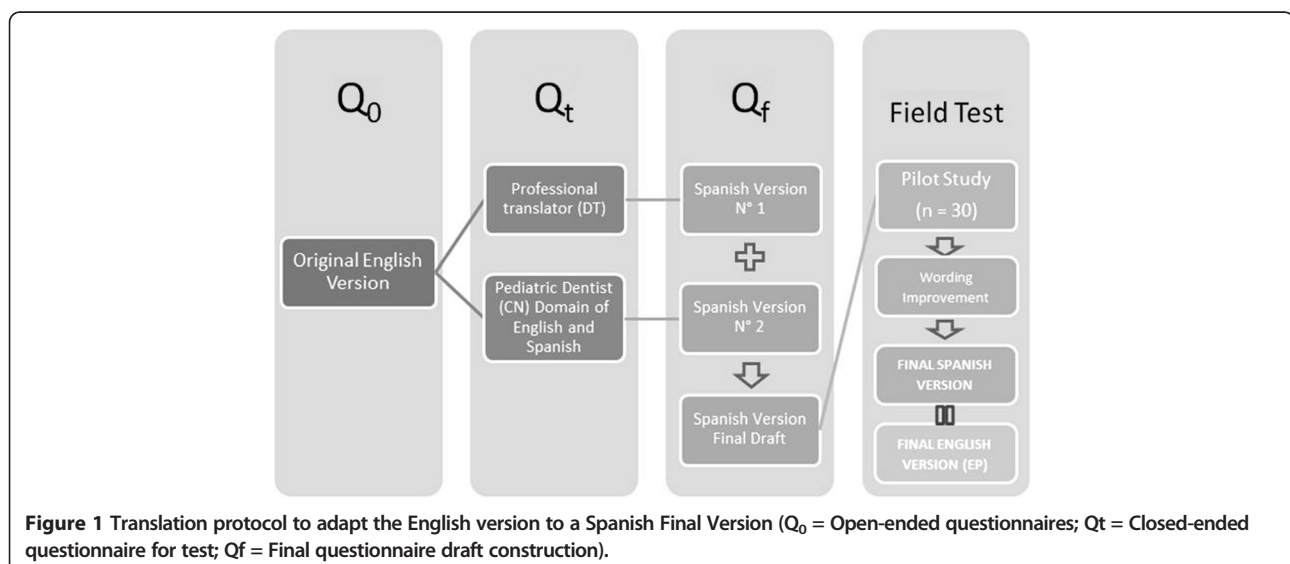 Q₀
Original English
Version
Qₜ
Professional
translator (DT)
Pediatric Dentist
(CN) Domain of
English and
Spanish
Q_f
Spanish Version
N° 1
Spanish Version
N° 2
Spanish Version
Final Draft
Field Test
Pilot Study
(n = 30)
Wording
Improvement
FINAL SPANISH
VERSION
FINAL ENGLISH
VERSION (EP)
Figure 1 Translation protocol to adapt the English version to a Spanish Final Version (Q₀ = Open-ended questionnaires; Qt = Closed-ended
questionnaire for test; Qf = Final questionnaire draft construction).